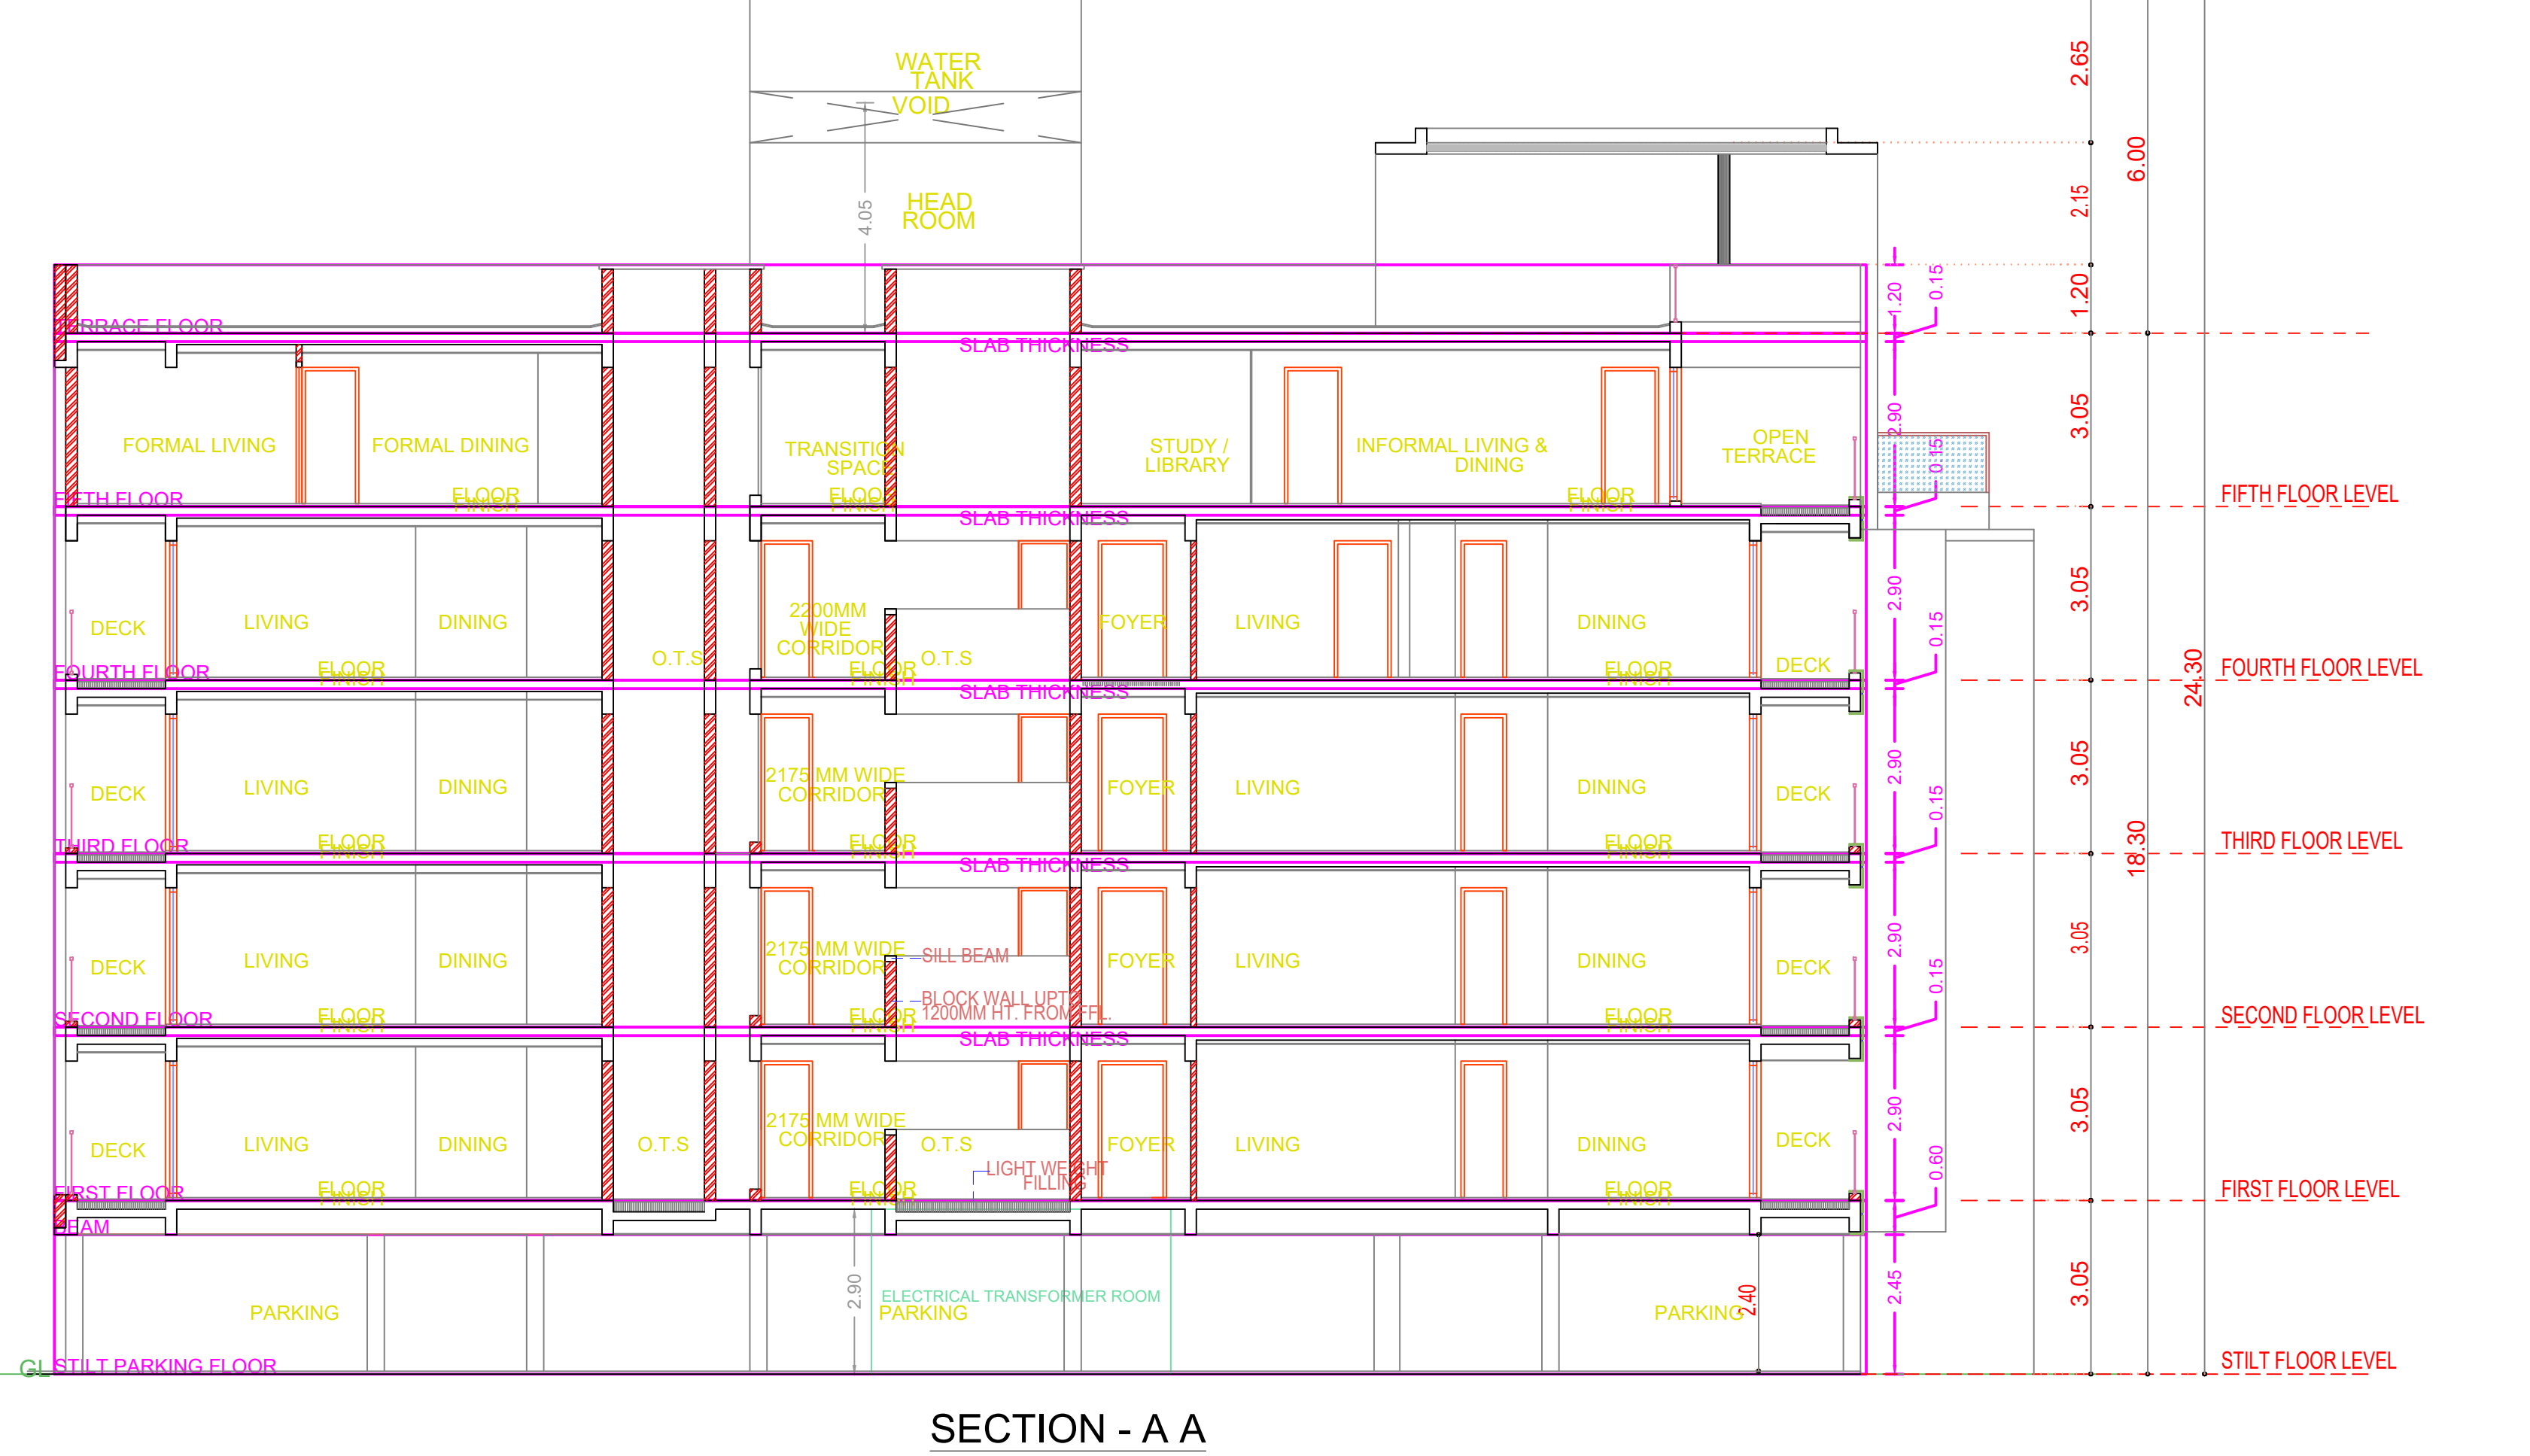 WATER
TANK
VOID
HEAD
ROOM
4.05
2.65
6.00
2.15
1.20
1.20
0.15
TERRACE FLOOR
SLAB THICKNESS
FORMAL LIVING
FORMAL DINING
TRANSITION
SPACE
STUDY /
LIBRARY
INFORMAL LIVING &
DINING
OPEN
TERRACE
2.90
3.05
0.15
FIFTH FLOOR
FLOOR
FINISH
FLOOR
FINISH
FLOOR
FINISH
SLAB THICKNESS
FIFTH FLOOR LEVEL
DECK
LIVING
DINING
O.T.S
2200MM
WIDE
CORRIDOR
O.T.S
FOYER
LIVING
DINING
DECK
2.90
0.15
3.05
FOURTH FLOOR
FLOOR
FINISH
FLOOR
FINISH
FLOOR
FINISH
SLAB THICKNESS
FOURTH FLOOR LEVEL
24.30
DECK
LIVING
DINING
2175 MM WIDE
CORRIDOR
FOYER
LIVING
DINING
DECK
2.90
0.15
3.05
THIRD FLOOR
FLOOR
FINISH
FLOOR
FINISH
FLOOR
FINISH
SLAB THICKNESS
THIRD FLOOR LEVEL
18.30
DECK
LIVING
DINING
2175 MM WIDE
CORRIDOR
SILL BEAM
BLOCK WALL UPTO
1200MM HT. FROM FFL.
FOYER
LIVING
DINING
DECK
2.90
0.15
3.05
SECOND FLOOR
FLOOR
FINISH
FLOOR
FINISH
FLOOR
FINISH
SLAB THICKNESS
SECOND FLOOR LEVEL
DECK
LIVING
DINING
O.T.S
2175 MM WIDE
CORRIDOR
O.T.S
LIGHT WEIGHT
FILLING
FOYER
LIVING
DINING
DECK
2.90
0.60
3.05
FIRST FLOOR
FLOOR
FINISH
FLOOR
FINISH
FLOOR
FINISH
FIRST FLOOR LEVEL
BEAM
PARKING
2.90
ELECTRICAL TRANSFORMER ROOM
PARKING
PARKING
2.40
2.45
3.05
GL
STILT PARKING FLOOR
STILT FLOOR LEVEL
SECTION - A A